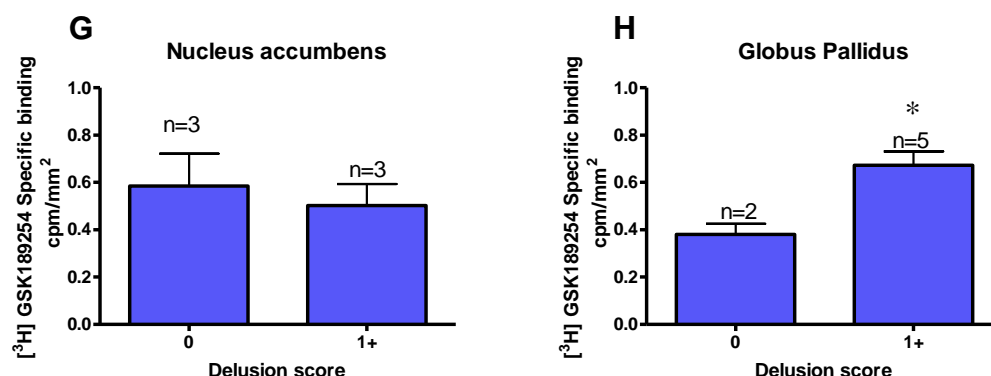 G
Nucleus accumbens
[³H] GSK189254 Specific binding
cpm/mm²
1.0
0.8
0.6
0.4
0.2
0.0
n=3
n=3
0
1+
Delusion score
H
Globus Pallidus
[³H] GSK189254 Specific binding
cpm/mm²
1.0
0.8
0.6
0.4
0.2
0.0
*
n=2
n=5
0
1+
Delusion score